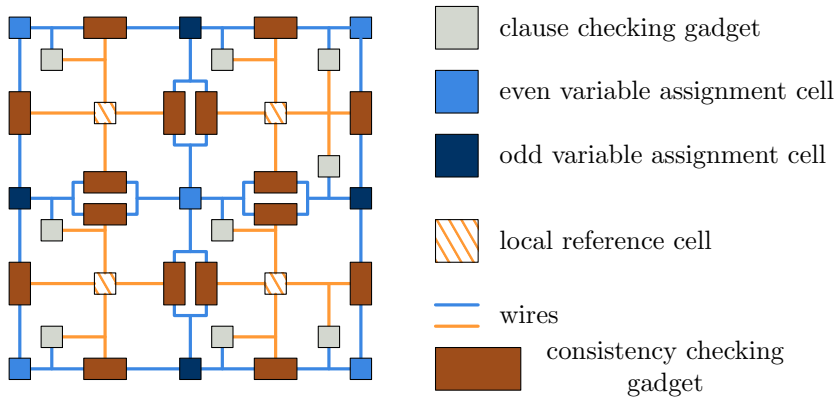 clause checking gadget
even variable assignment cell
odd variable assignment cell
local reference cell
wires
consistency checking
gadget